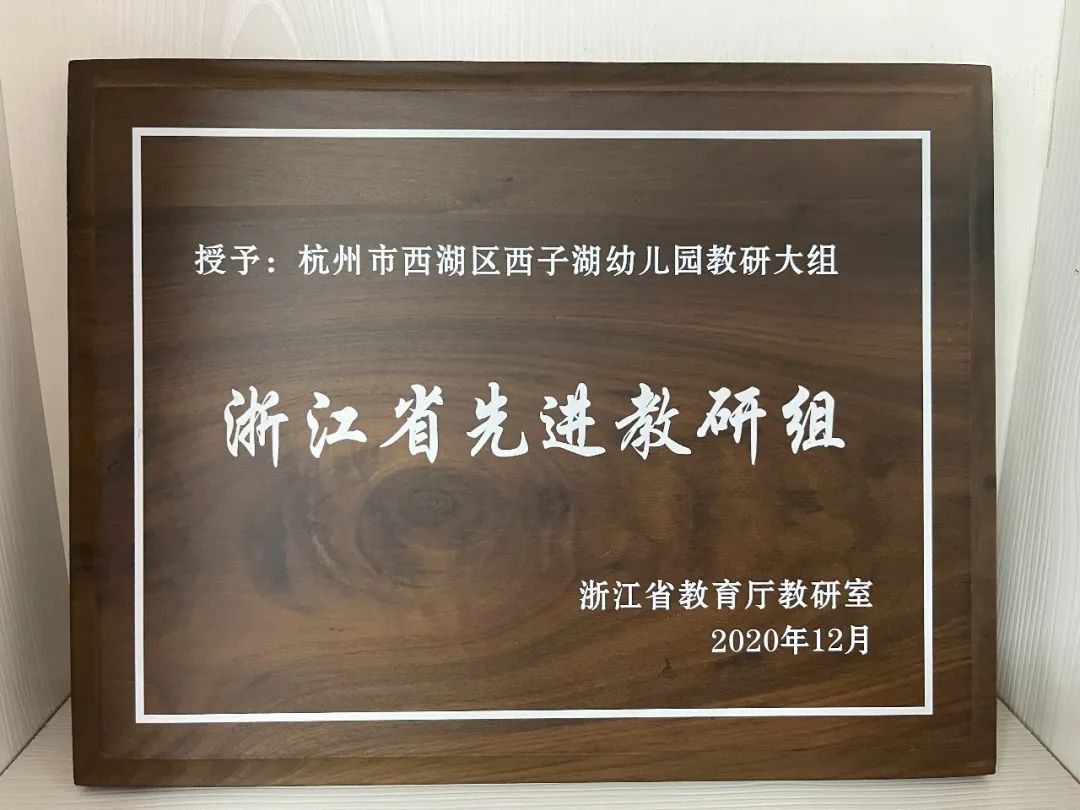 授予：杭州市西湖区西子湖幼儿园教研大组
浙江省先进教研组
浙江省教育厅教研室
2020年12月